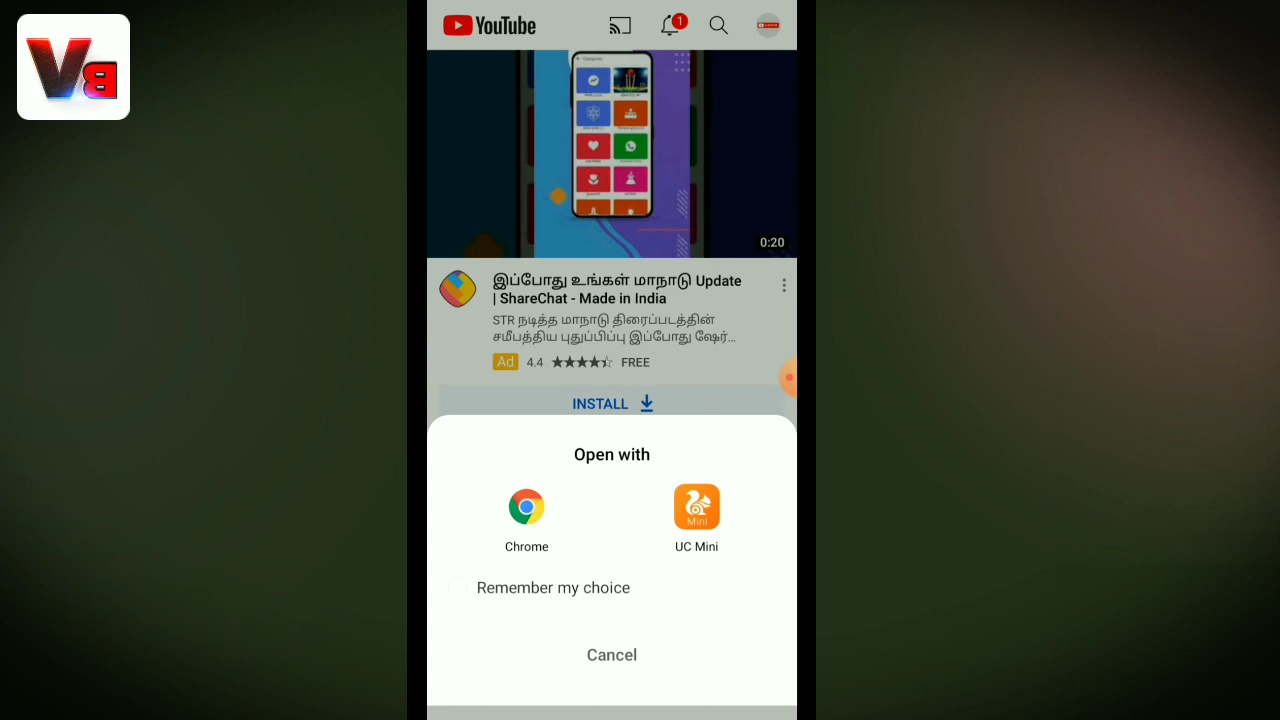 VB
YouTube
1
0:20
இப்போது உங்கள் மாநாடு Update
| ShareChat - Made in India
STR நடித்த மாநாடு திரைப்படத்தின்
சமீபத்திய புதுப்பிப்பு இப்போது ஷேர்...
Ad 4.4 FREE
INSTALL
Open with
Chrome
Mini
UC Mini
Remember my choice
Cancel